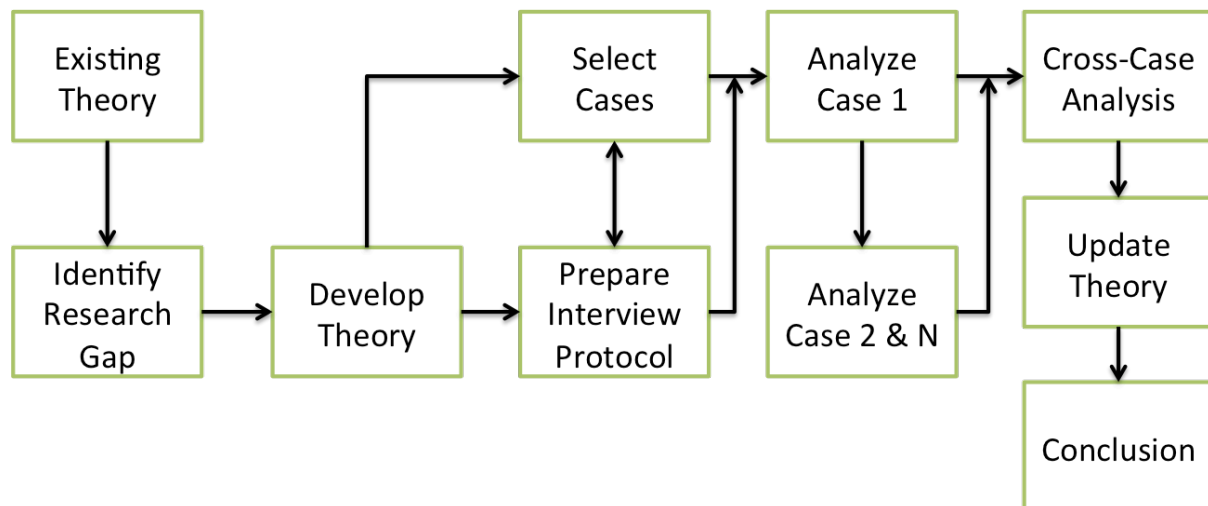 Existing
Theory
Identify
Research
Gap
Develop
Theory
Select
Cases
Prepare
Interview
Protocol
Analyze
Case 1
Analyze
Case 2 & N
Cross-Case
Analysis
Update
Theory
Conclusion